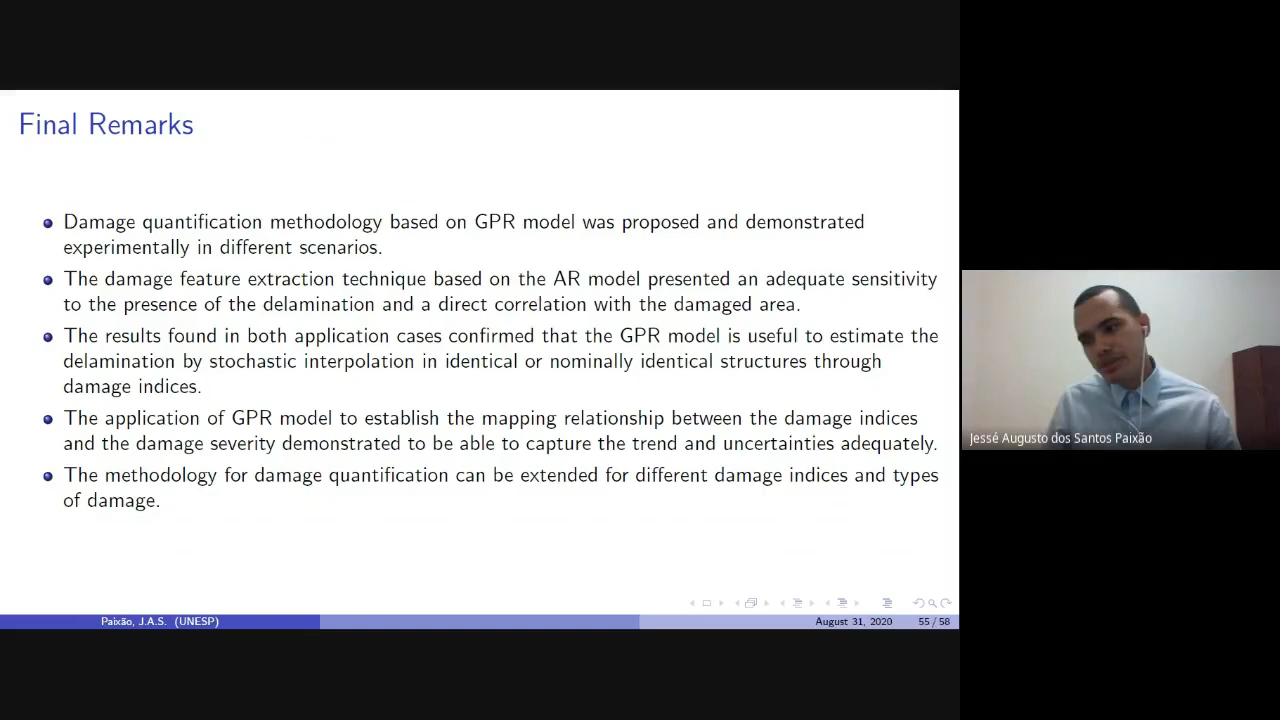 Final Remarks
Damage quantification methodology based on GPR model was proposed and demonstrated
experimentally in different scenarios.
The damage feature extraction technique based on the AR model presented an adequate sensitivity
to the presence of the delamination and a direct correlation with the damaged area.
The results found in both application cases confirmed that the GPR model is useful to estimate the
delamination by stochastic interpolation in identical or nominally identical structures through
damage indices.
The application of GPR model to establish the mapping relationship between the damage indices
and the damage severity demonstrated to be able to capture the trend and uncertainties adequately.
The methodology for damage quantification can be extended for different damage indices and types
of damage.
Paixão, J.A.S. (UNESP)
August 31, 2020
55 / 58
Jessé Augusto dos Santos Paixão